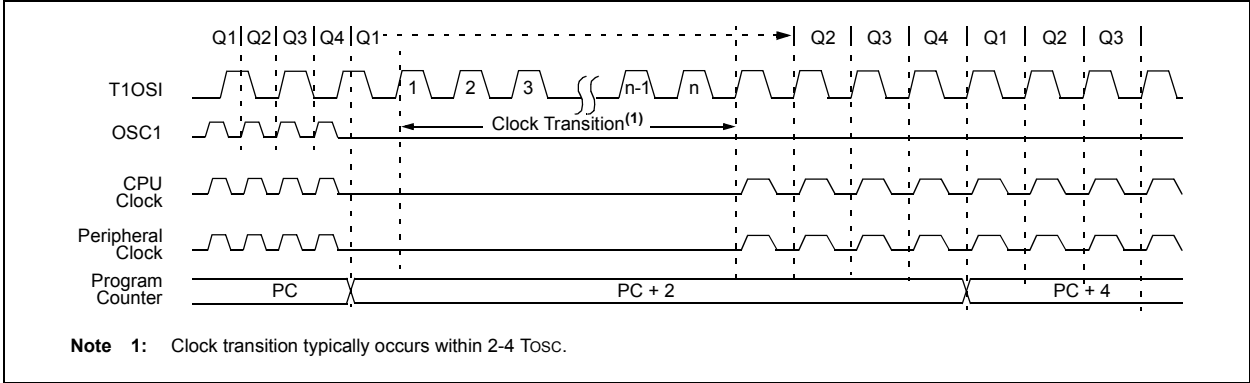 Q1 Q2 Q3 Q4 Q1 Q2 Q3 Q4 Q1 Q2 Q3
T1OSI 1 2 3 n-1 n
OSC1 Clock Transition(1)
CPU
Clock
Peripheral
Clock
Program
Counter PC PC + 2 PC + 4
Note 1: Clock transition typically occurs within 2-4 TOSC.